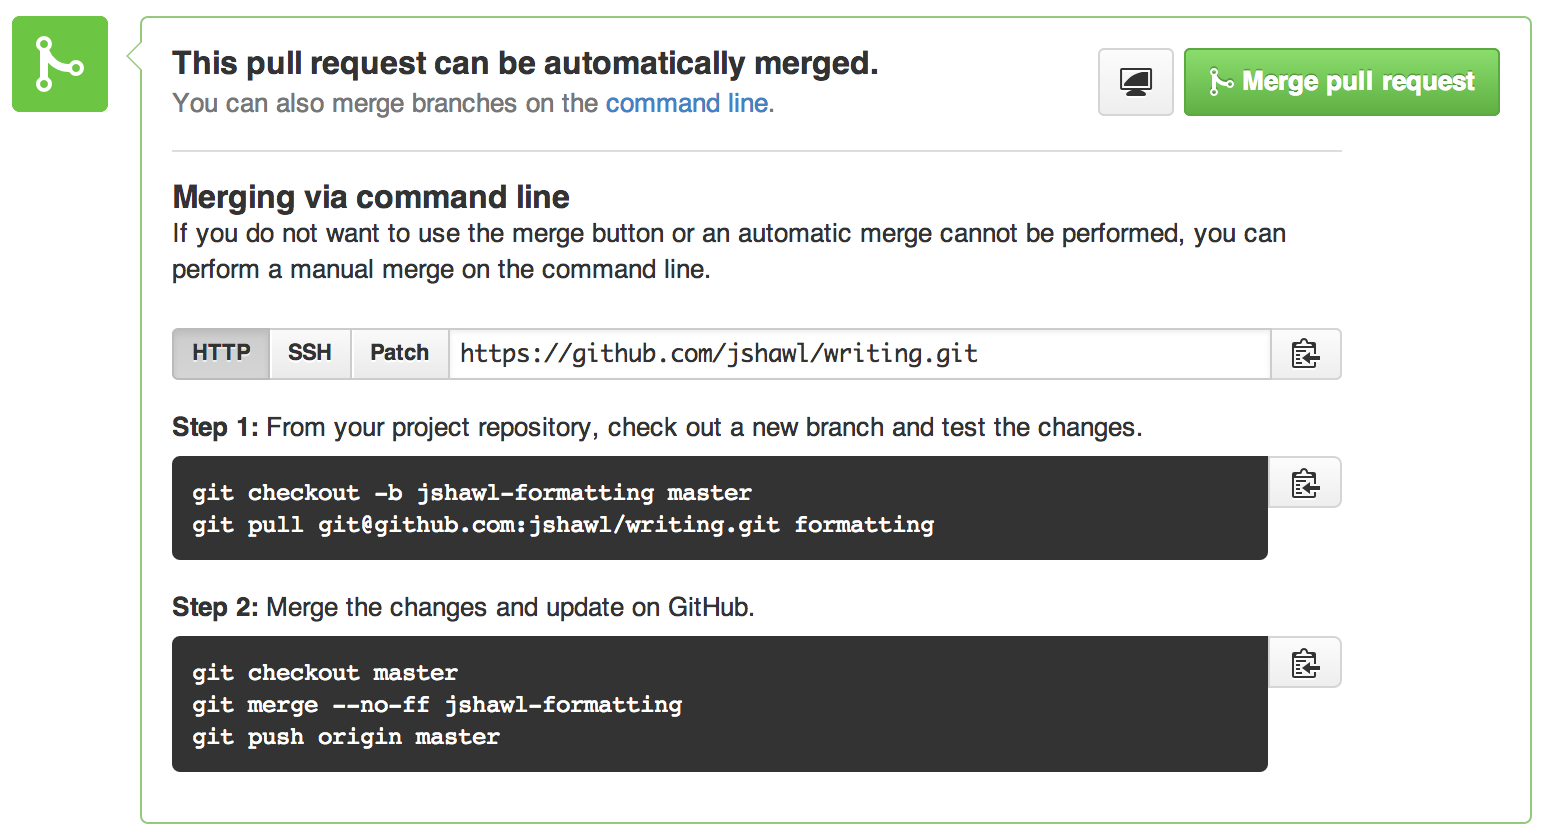 This pull request can be automatically merged.
You can also merge branches on the command line.
Merge pull request
Merging via command line
If you do not want to use the merge button or an automatic merge cannot be performed, you can
perform a manual merge on the command line.
HTTP SSH Patch https://github.com/jshawl/writing.git
Step 1: From your project repository, check out a new branch and test the changes.
git checkout -b jshawl-formatting master
git pull git@github.com:jshawl/writing.git formatting
Step 2: Merge the changes and update on GitHub.
git checkout master
git merge --no-ff jshawl-formatting
git push origin master